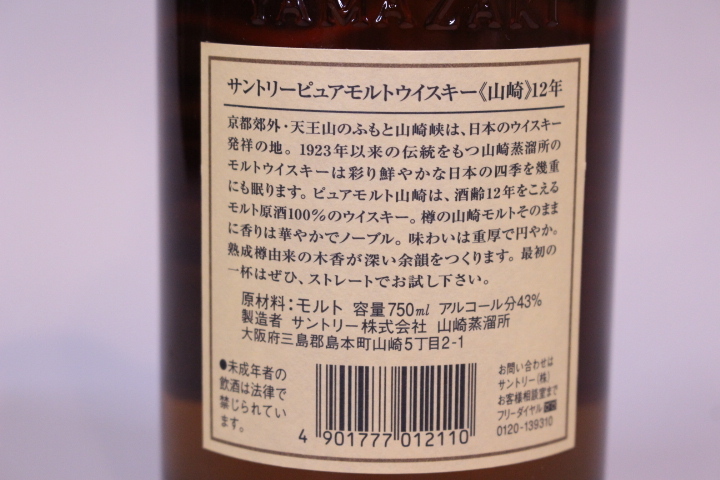 YAMAZAKI
サントリーピュアモルトウイスキー《山崎》12年
京都郊外・天王山のふもと山崎峡は、日本のウイスキー
発祥の地。1923年以来の伝統をもつ山崎蒸溜所の
モルトウイスキーは彩り鮮やかな日本の四季を幾重
にも眠ります。ピュアモルト山崎は、酒齢12年をこえる
モルト原酒100%のウイスキー。樽の山崎モルトそのまま
に香りは華やかでノーブル。味わいは重厚で円やか。
熟成樽由来の木香が深い余韻をつくります。最初の
一杯はぜひ、ストレートでお試し下さい。
原材料:モルト 容量750ml アルコール分43%
製造者 サントリー株式会社 山崎蒸溜所
大阪府三島郡島本町山崎5丁目2-1
●未成年者の
飲酒は法律で
禁じられてい
ます。
4 901777 012110
お問い合わせは
サントリー(株)
お客様相談室まで
フリーダイヤル
0120-139310